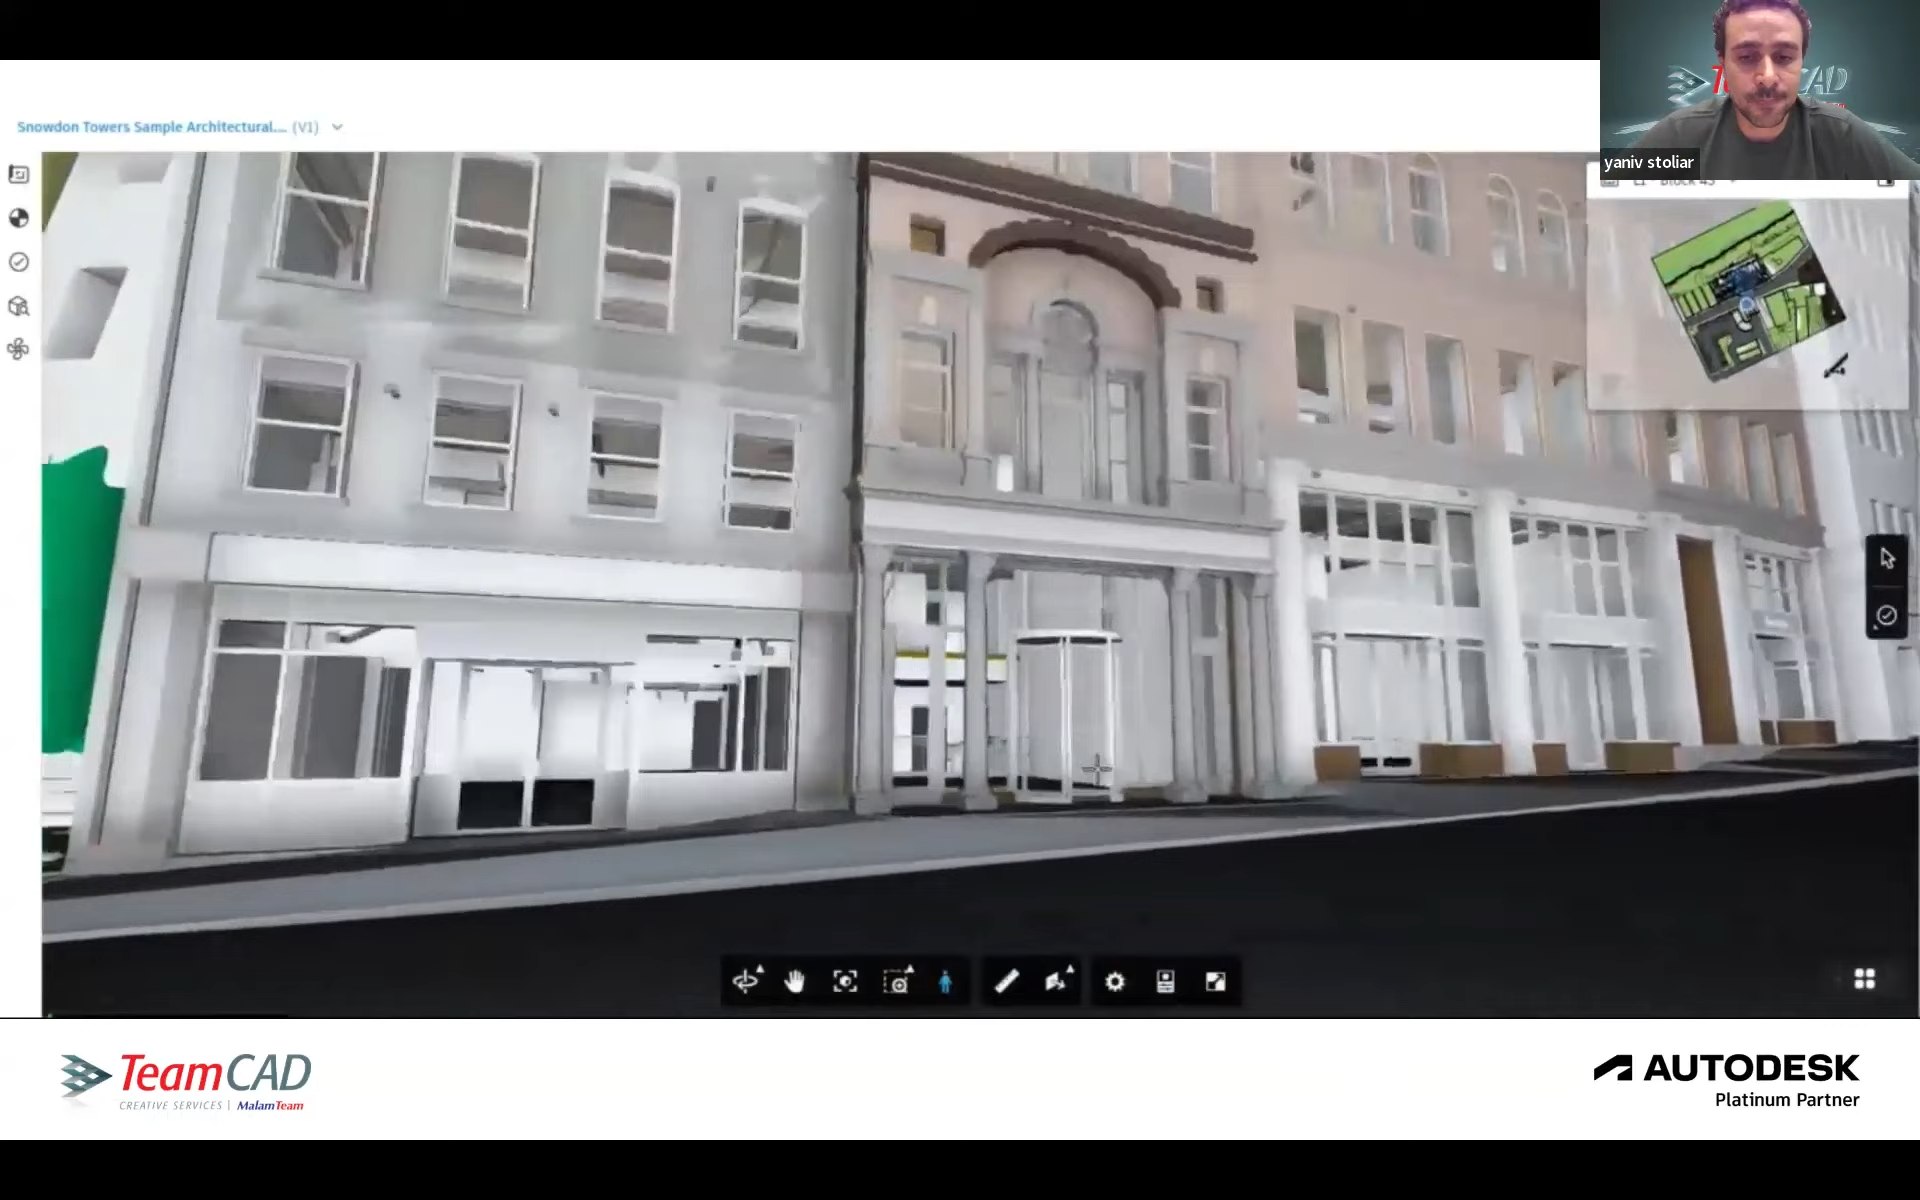 Snowdon Towers Sample Architectural.... (V1)
yaniv stoliar
TeamCAD
CREATIVE SERVICES | MalamTeam
AUTODESK
Platinum Partner